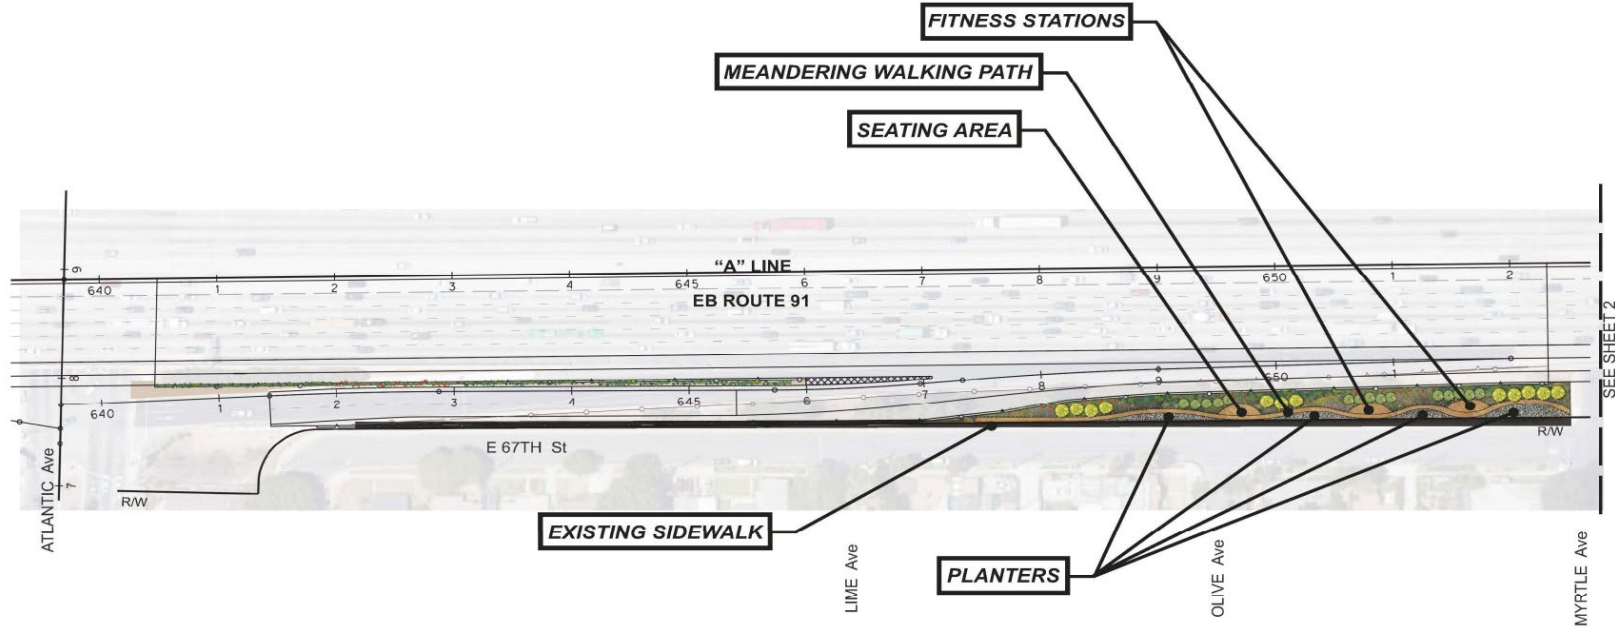 FITNESS STATIONS
MEANDERING WALKING PATH
SEATING AREA
"A" LINE
9
640
1
2
3
4
645
6
7
8
9
650
1
2
EB ROUTE 91
SEE SHEET 2
8
640
1
2
3
4
645
6
7
8
9
650
1
E 67TH St
R/W
ATLANTIC Ave
7
R/W
EXISTING SIDEWALK
PLANTERS
LIME Ave
OLIVE Ave
MYRTLE Ave